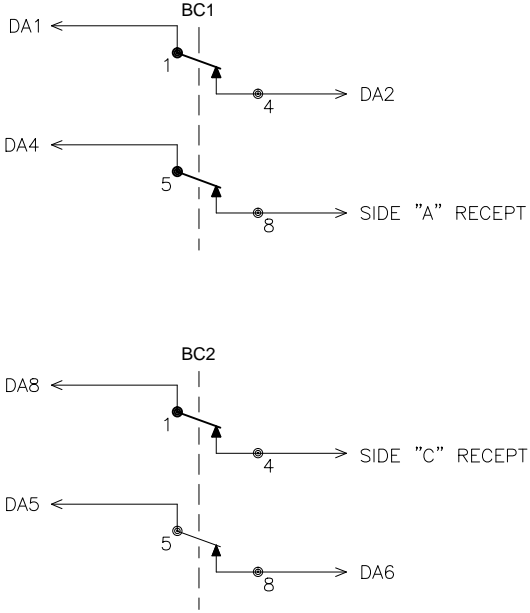 BC1
DA1
1
DA2
4
DA4
5
SIDE "A" RECEPT
8
BC2
DA8
1
SIDE "C" RECEPT
4
DA5
5
DA6
8